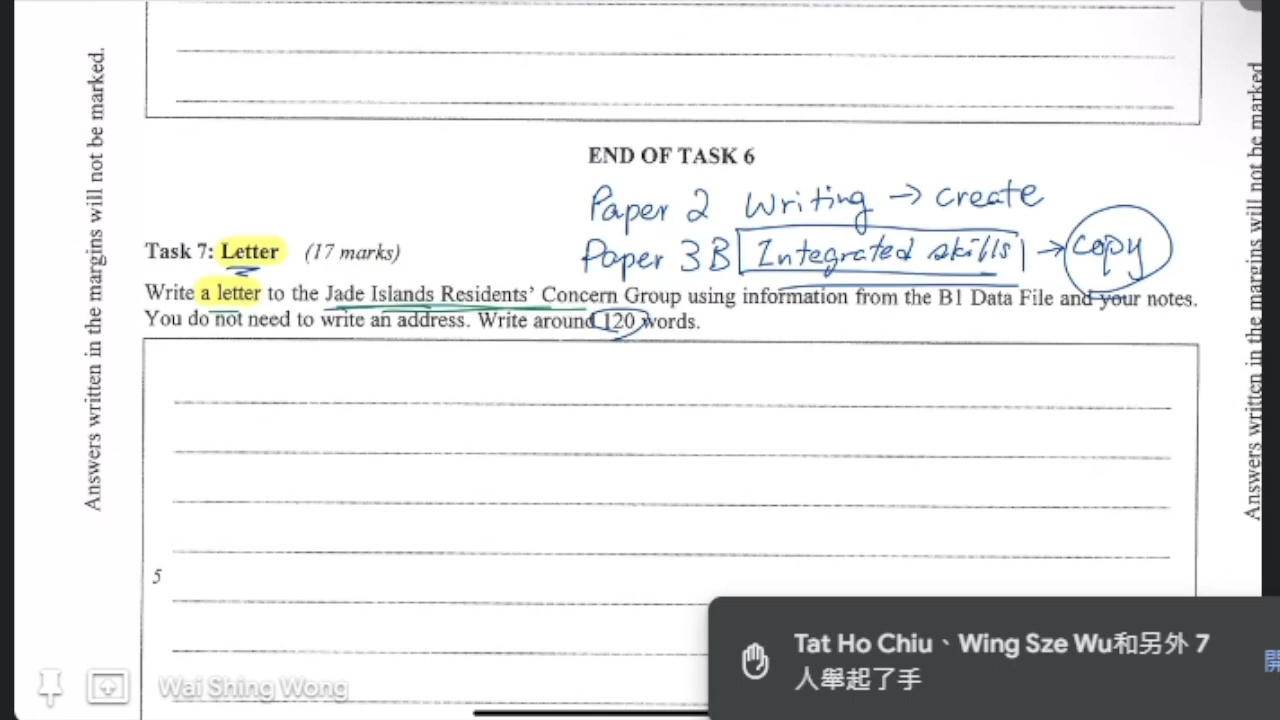 Answers written in the margins will not be marked.
END OF TASK 6
Paper 2 Writing → create
Paper 3B Integrated skills → copy
Task 7: Letter (17 marks)
Write a letter to the Jade Islands Residents' Concern Group using information from the B1 Data File and your notes.
You do not need to write an address. Write around 120 words.
5
Answers written in the margins will not be marked
Tat Ho Chiu、Wing Sze Wu和另外 7
人舉起了手
開
Wai Shing Wong